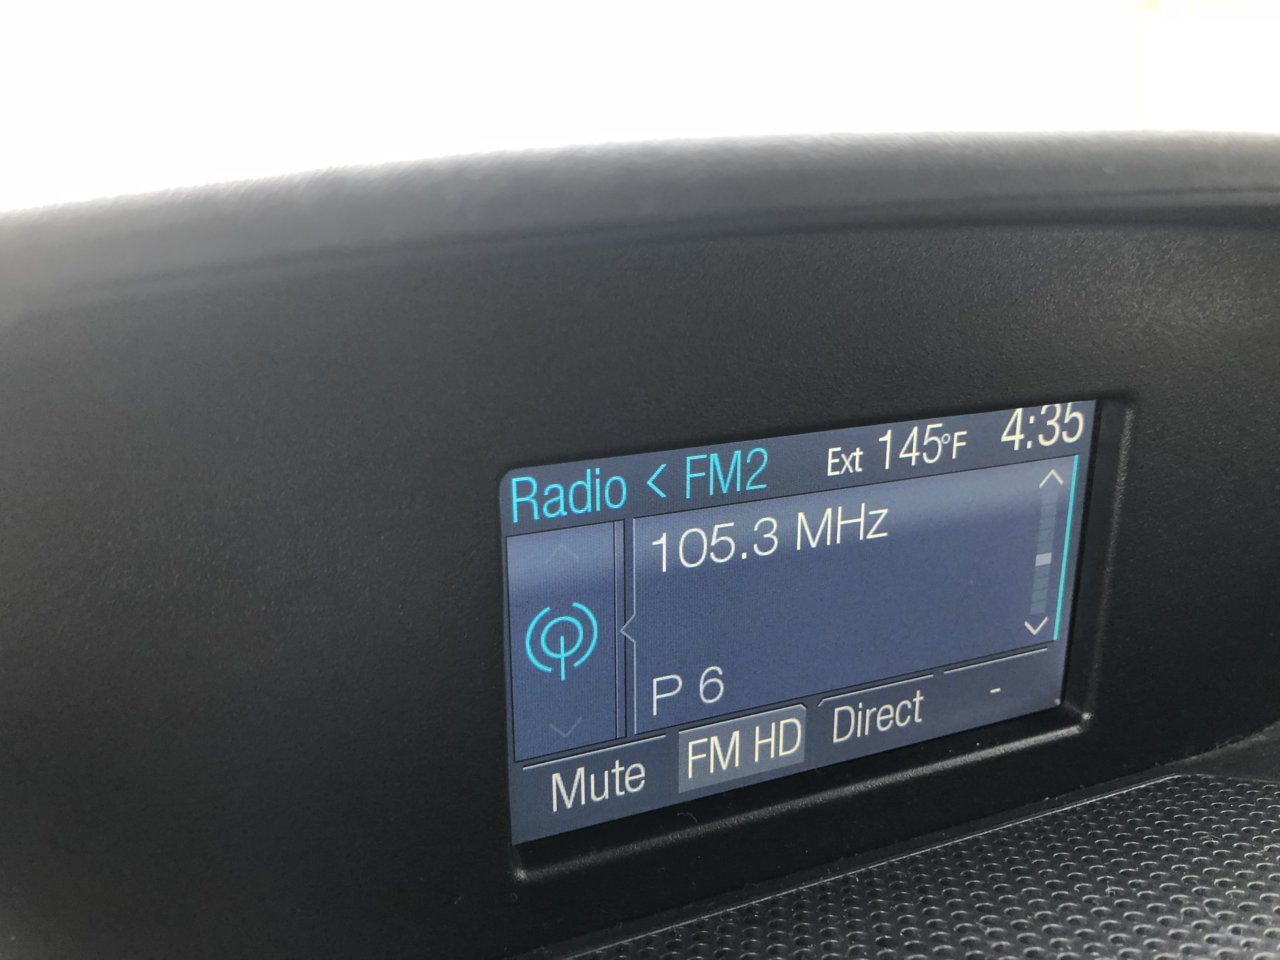 Radio < FM2 Ext 145°F 4:35
105.3 MHz
P 6
Mute FM HD Direct -